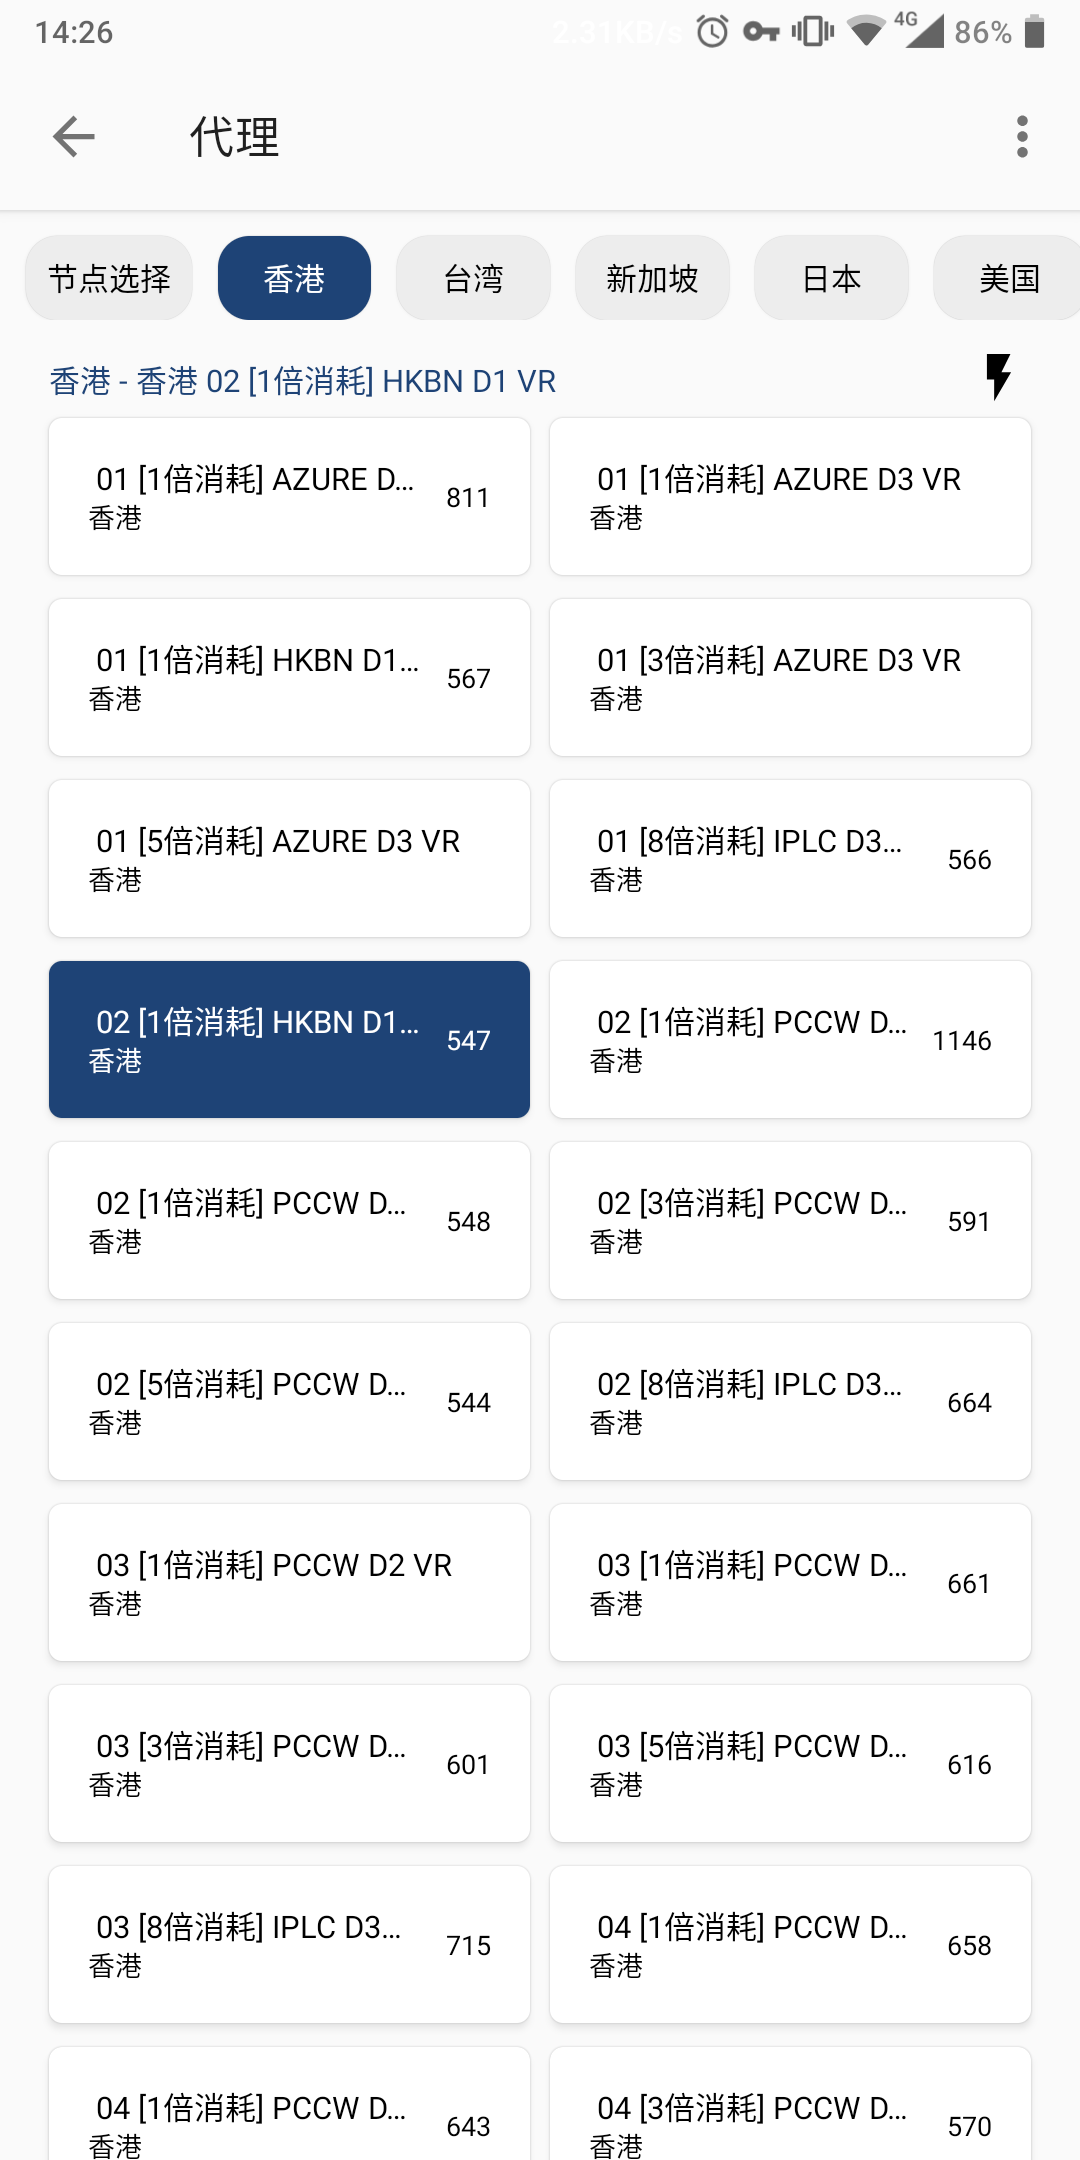 14:26
2.31KB/s
4G
86%
代理
节点选择
香港
台湾
新加坡
日本
美国
香港 - 香港 02 [1倍消耗] HKBN D1 VR
01 [1倍消耗] AZURE D...
香港
811
01 [1倍消耗] AZURE D3 VR
香港
01 [1倍消耗] HKBN D1...
香港
567
01 [3倍消耗] AZURE D3 VR
香港
01 [5倍消耗] AZURE D3 VR
香港
01 [8倍消耗] IPLC D3...
香港
566
02 [1倍消耗] HKBN D1...
香港
547
02 [1倍消耗] PCCW D...
香港
1146
02 [1倍消耗] PCCW D...
香港
548
02 [3倍消耗] PCCW D...
香港
591
02 [5倍消耗] PCCW D...
香港
544
02 [8倍消耗] IPLC D3...
香港
664
03 [1倍消耗] PCCW D2 VR
香港
03 [1倍消耗] PCCW D...
香港
661
03 [3倍消耗] PCCW D...
香港
601
03 [5倍消耗] PCCW D...
香港
616
03 [8倍消耗] IPLC D3...
香港
715
04 [1倍消耗] PCCW D...
香港
658
04 [1倍消耗] PCCW D...
香港
643
04 [3倍消耗] PCCW D...
香港
570